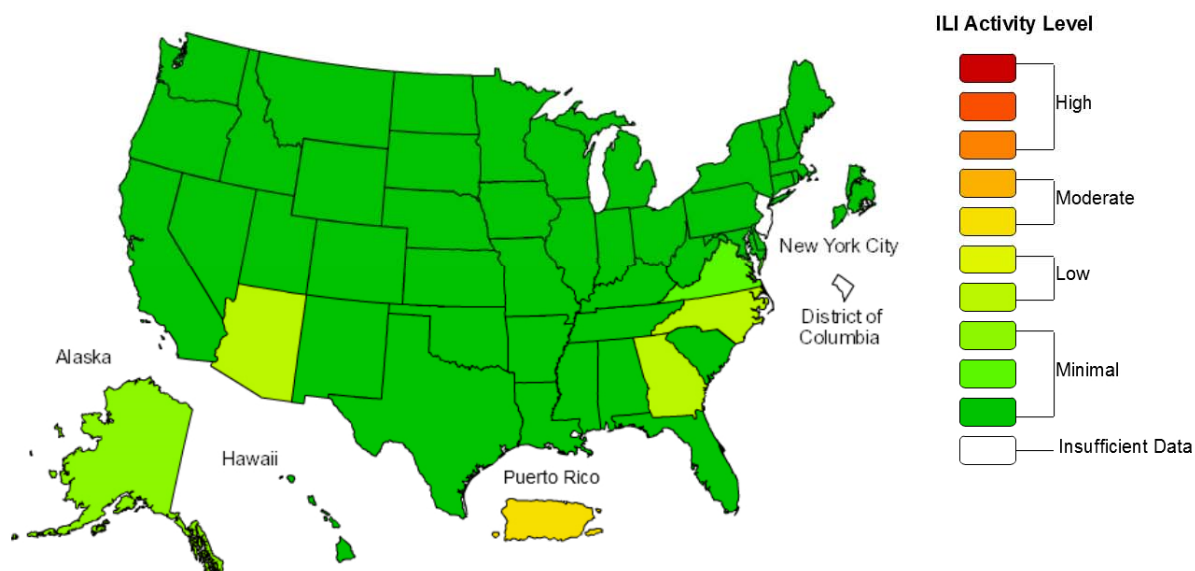 ILI Activity Level
High
Moderate
Low
Minimal
Insufficient Data
New York City
District of
Columbia
Alaska
Hawaii
Puerto Rico